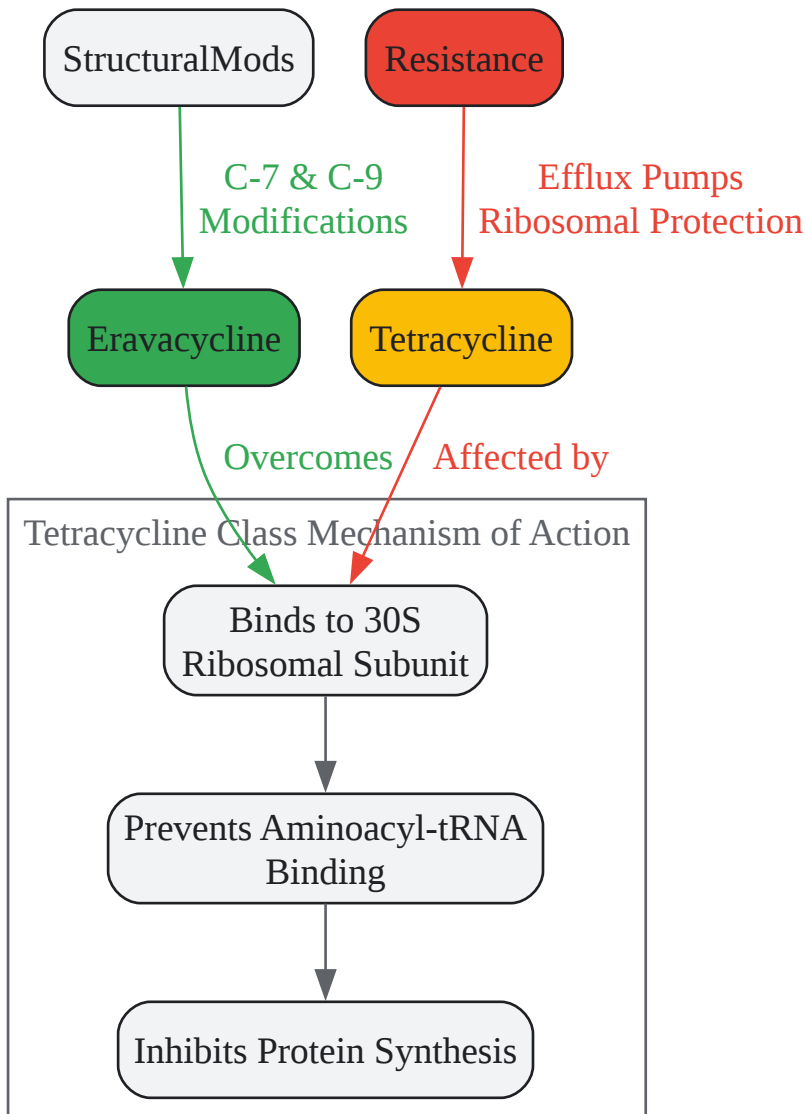 StructuralMods
Resistance
C-7 & C-9
Modifications
Efflux Pumps
Ribosomal Protection
Eravacycline
Tetracycline
Overcomes
Affected by
Tetracycline Class Mechanism of Action
Binds to 30S
Ribosomal Subunit
Prevents Aminoacyl-tRNA
Binding
Inhibits Protein Synthesis